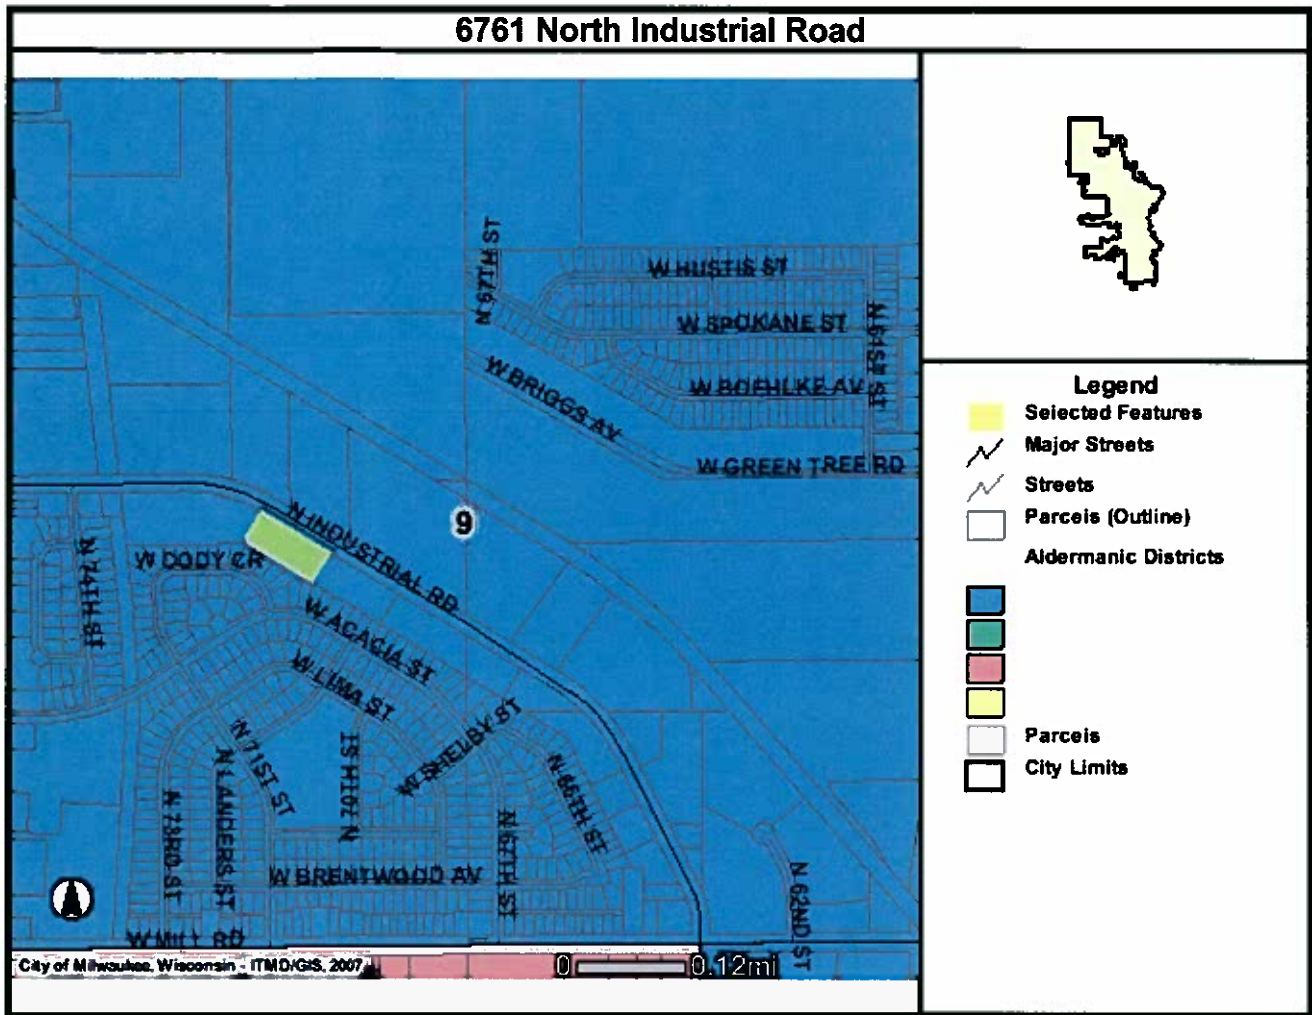 6761 North Industrial Road
N 67TH ST
W HUSTIS ST
W SPOKANE ST
N 61ST ST
W BRIGGS AV
W BOEHLKE AV
W GREEN TREE RD
N INDUSTRIAL RD
9
W DODY CR
N 74TH ST
W ACACIA ST
W LIMA ST
W SHELBY ST
N 71ST ST
N LANDERS ST
N 70TH ST
N 66TH ST
N 73RD ST
N 67TH ST
W BRENTWOOD AV
N 62ND ST
W MILL RD
City of Milwaukee, Wisconsin - ITMD/GIS, 2007
0 0.12mi
Legend
Selected Features
Major Streets
Streets
Parcels (Outline)
Aldermanic Districts
Parcels
City Limits